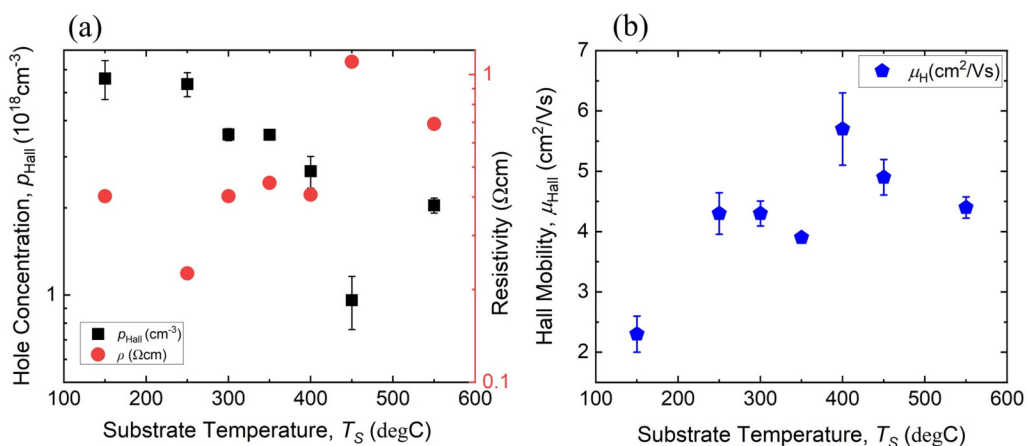 (a)
Hole Concentration, pHall (10^18cm^-3)
1
pHall (cm^-3)
ρ (Ωcm)
1
0.1
Resistivity (Ωcm)
100 200 300 400 500 600
Substrate Temperature, TS (degC)
(b)
Hall Mobility, μHall (cm^2/Vs)
7
6
5
4
3
2
μH(cm^2/Vs)
100 200 300 400 500 600
Substrate Temperature, TS (degC)